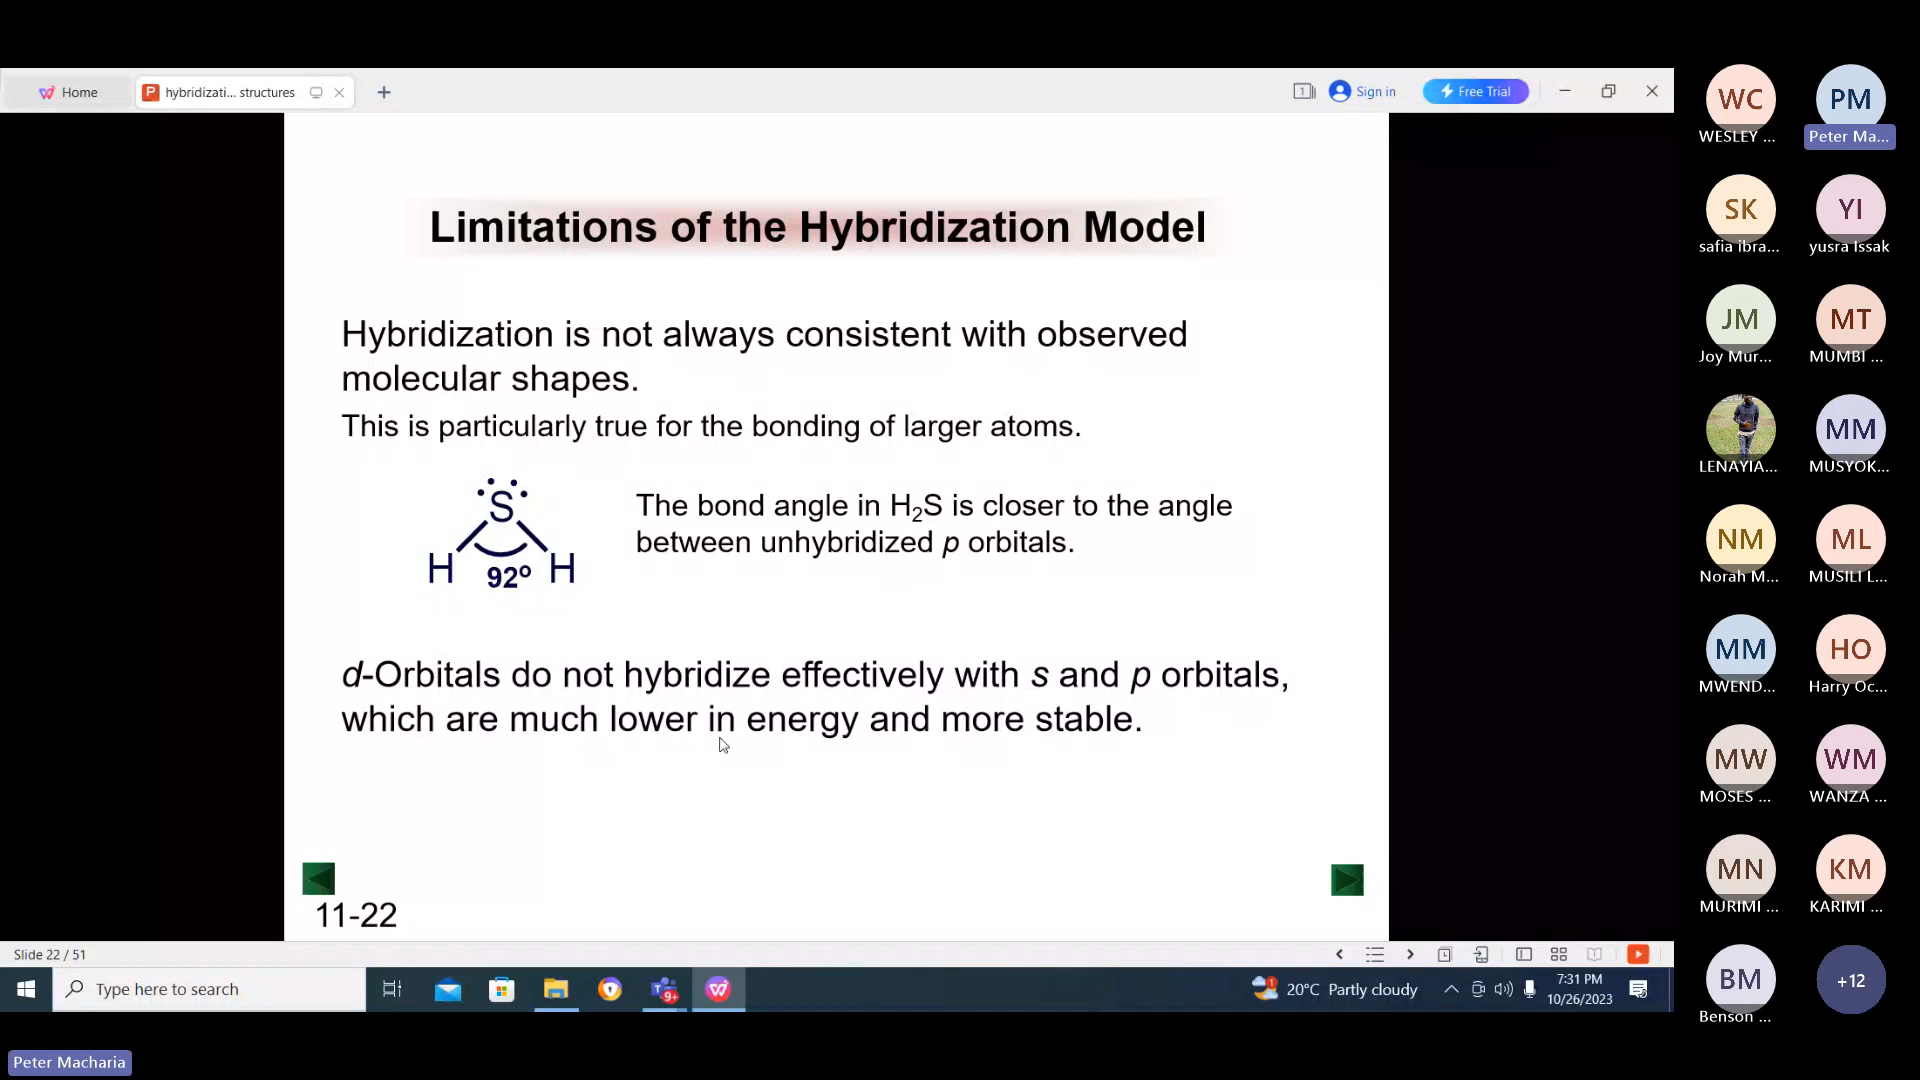 Home
hybridizati... structures
Sign in
Free Trial
Limitations of the Hybridization Model
Hybridization is not always consistent with observed
molecular shapes.
This is particularly true for the bonding of larger atoms.
S
H H
92º
The bond angle in H₂S is closer to the angle
between unhybridized p orbitals.
d-Orbitals do not hybridize effectively with s and p orbitals,
which are much lower in energy and more stable.
11-22
Slide 22 / 51
Type here to search
9+
1
20°C Partly cloudy
7:31 PM
10/26/2023
Peter Macharia
WC
WESLEY ...
PM
Peter Ma...
SK
safia ibra...
YI
yusra Issak
JM
Joy Mur...
MT
MUMBI ...
LENAYIA...
MM
MUSYOK...
NM
Norah M...
ML
MUSILI L...
MM
MWEND...
HO
Harry Oc...
MW
MOSES ...
WM
WANZA ...
MN
MURIMI ...
KM
KARIMI ...
BM
Benson ...
+12